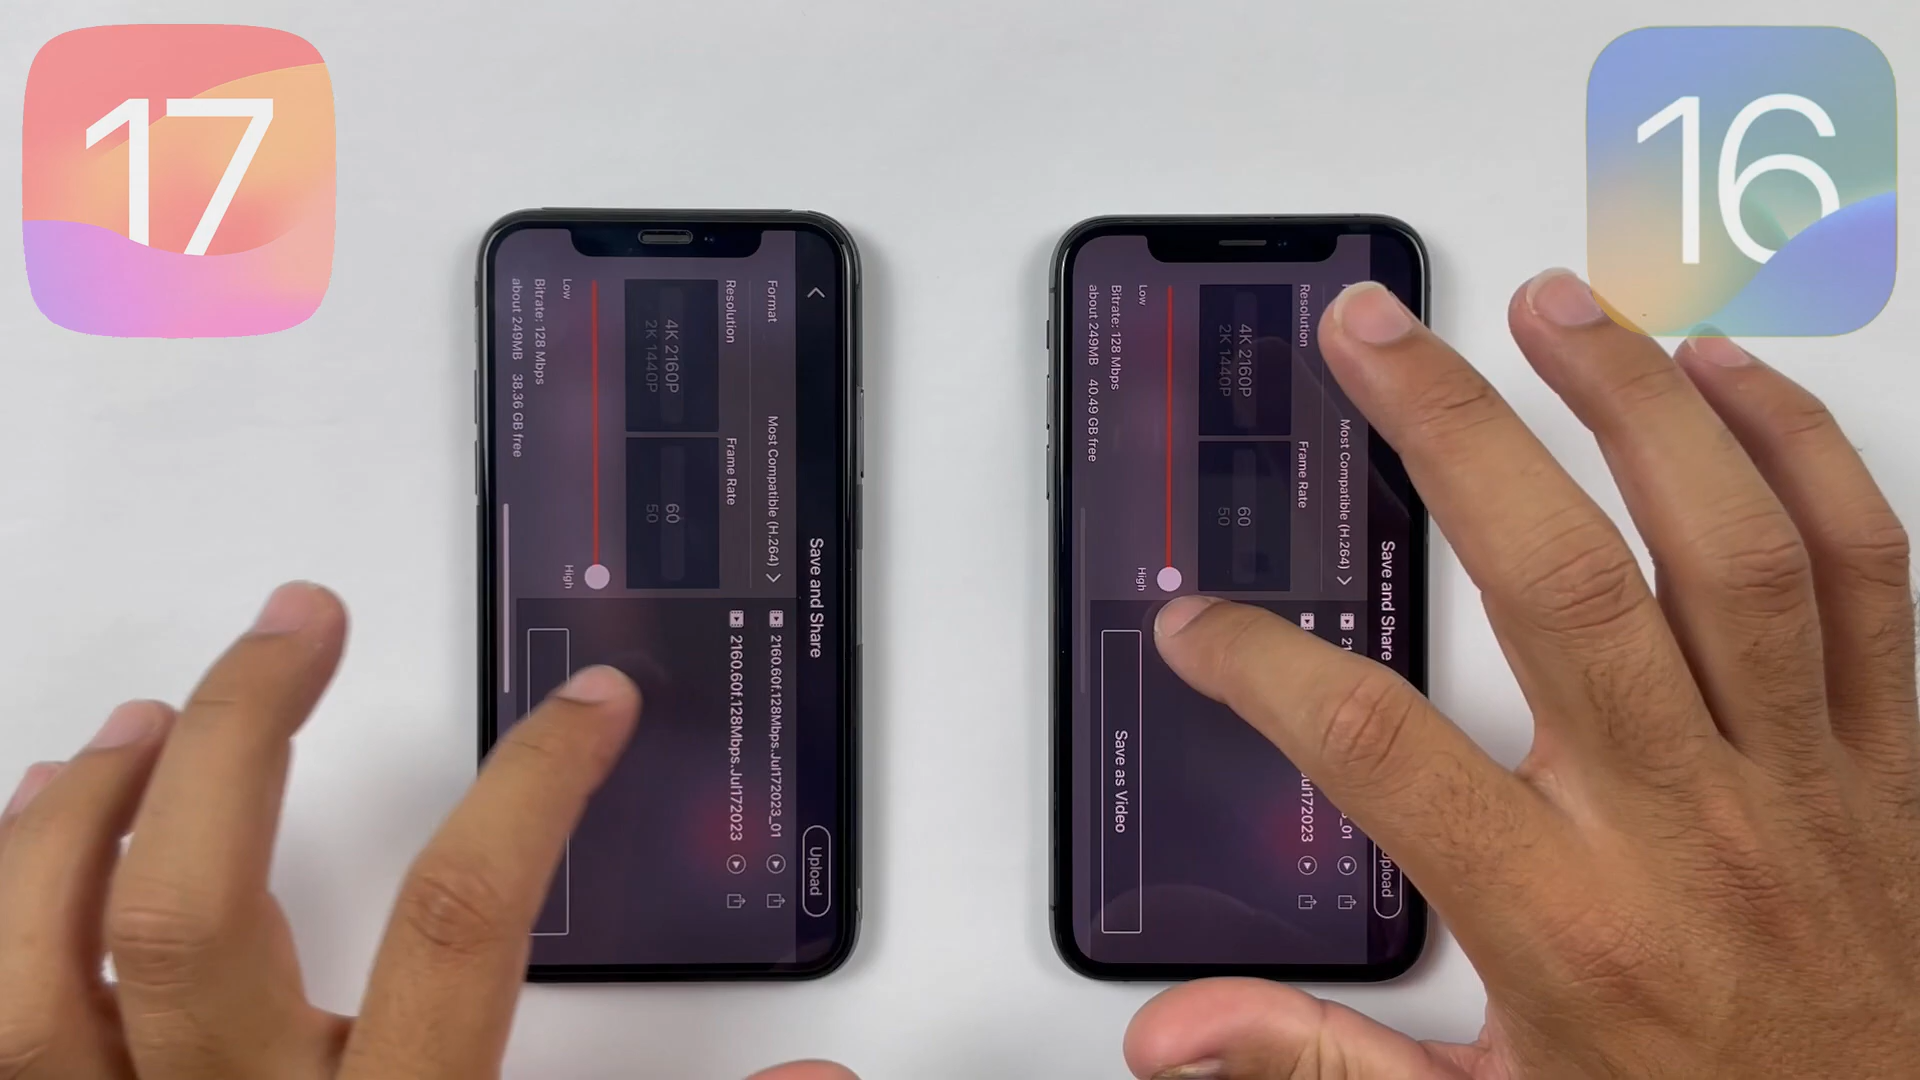 17
16
Save and Share
Upload
Format
Most Compatible (H.264)
Resolution
Frame Rate
4K 2160P
2K 1440P
60
50
Low
High
Bitrate: 128 Mbps
about 249MB 38.36 GB free
2160.60f.128Mbps.Jul172023_01
2160.60f.128Mbps.Jul172023
Save and Share
Upload
Most Compatible (H.264)
Resolution
Frame Rate
4K 2160P
2K 1440P
60
50
Low
High
Bitrate: 128 Mbps
about 249MB 40.49 GB free
Save as Video